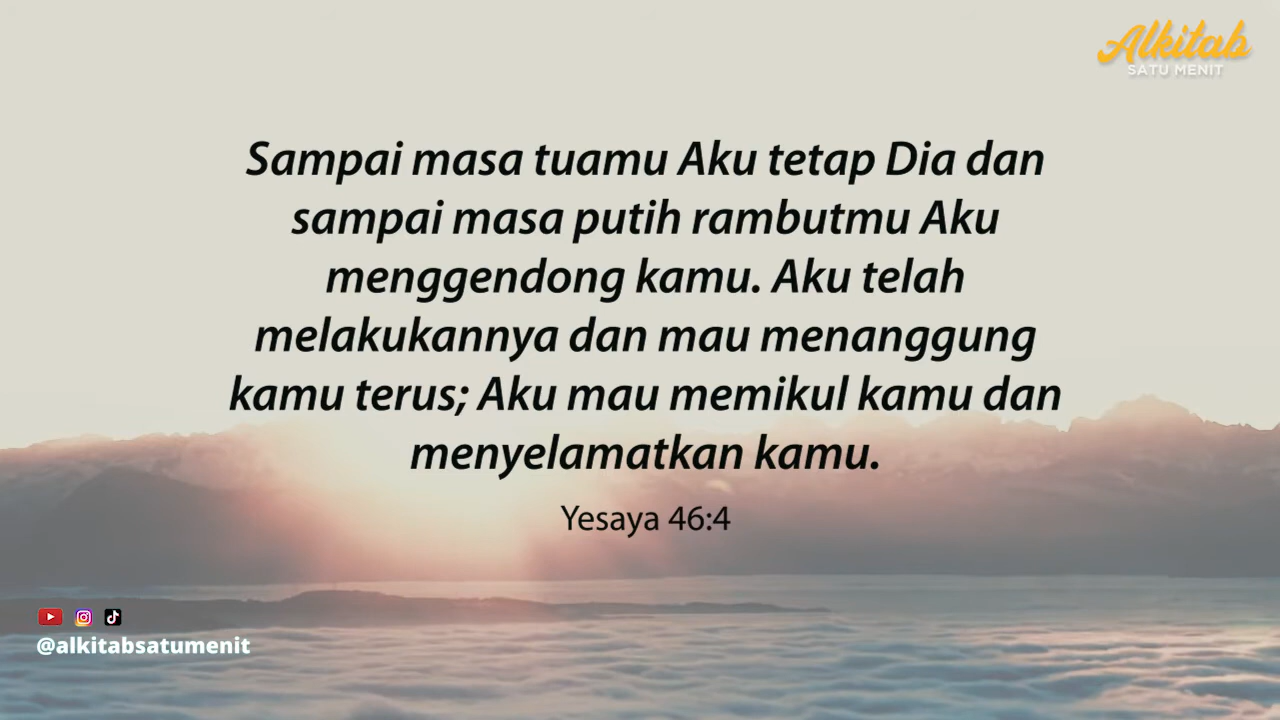 Alkitab
SATU MENIT
Sampai masa tuamu Aku tetap Dia dan
sampai masa putih rambutmu Aku
menggendong kamu. Aku telah
melakukannya dan mau menanggung
kamu terus; Aku mau memikul kamu dan
menyelamatkan kamu.
Yesaya 46:4
@alkitabsatumenit